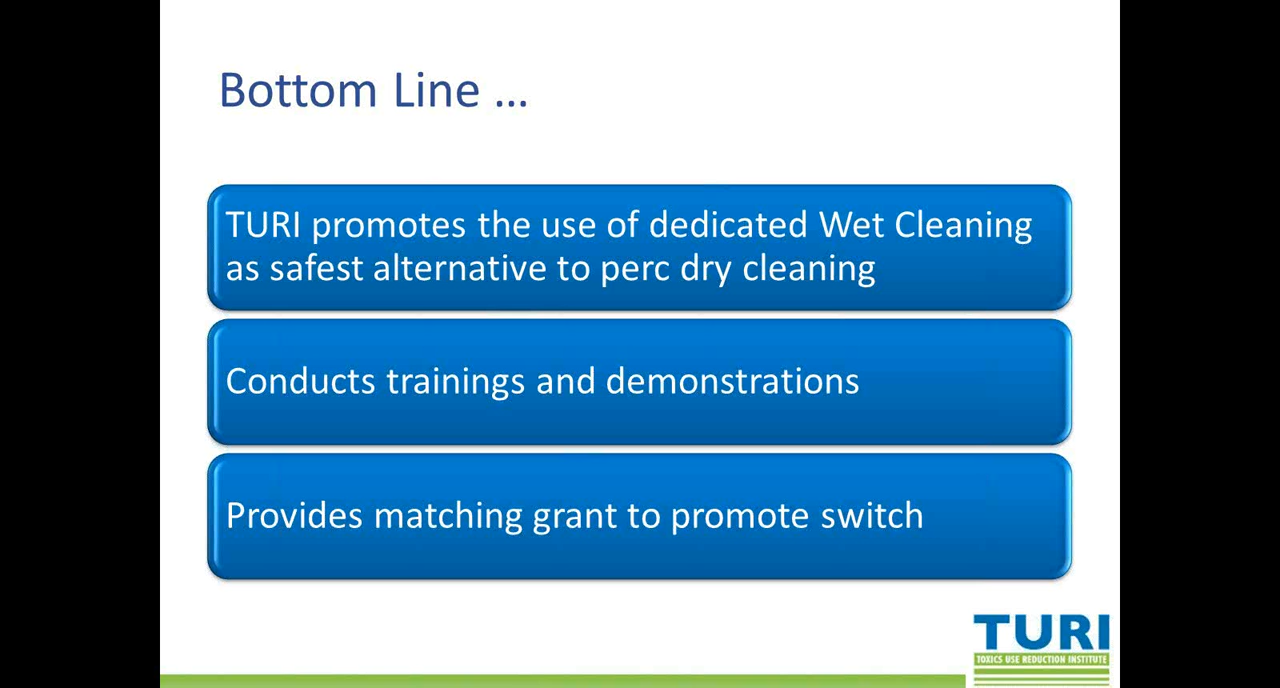 Bottom Line ...
TURI promotes the use of dedicated Wet Cleaning
as safest alternative to perc dry cleaning
Conducts trainings and demonstrations
Provides matching grant to promote switch
TURI
TOXICS USE REDUCTION INSTITUTE